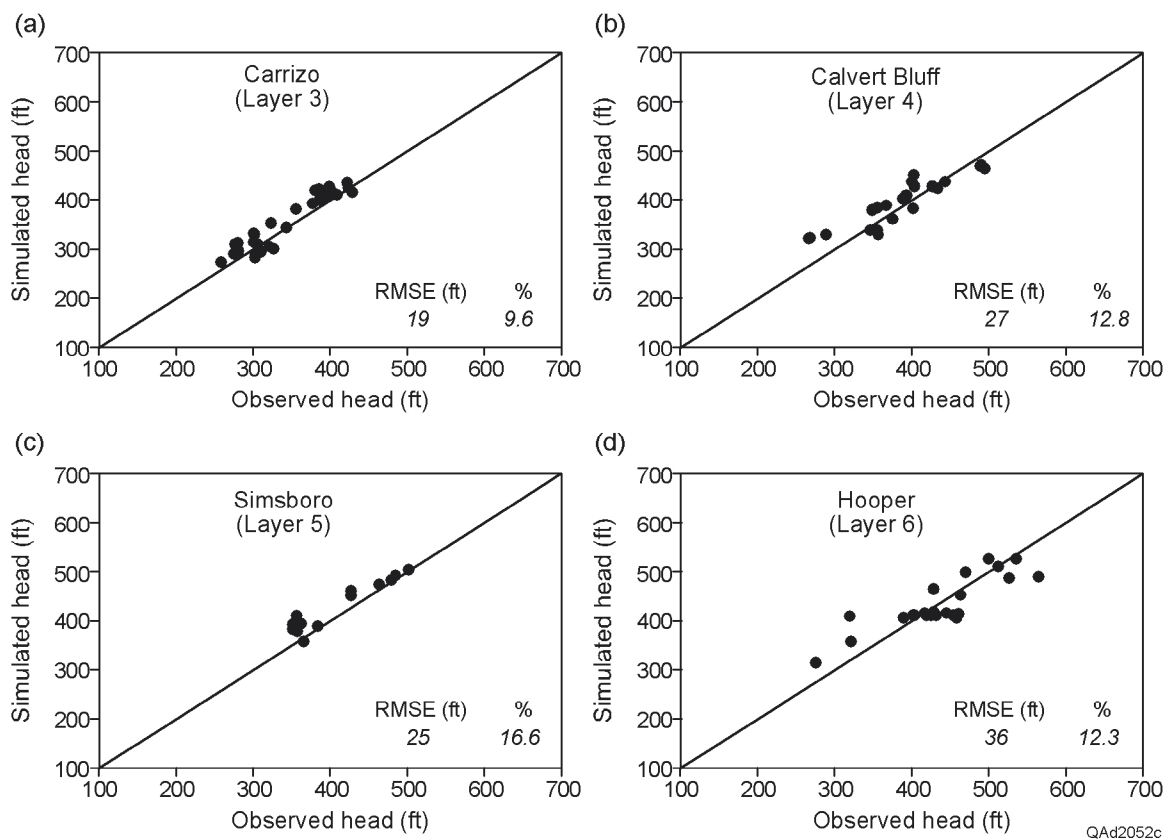 (a)
700
600
500
400
300
200
100
Simulated head (ft)
Carrizo
(Layer 3)
RMSE (ft) %
19 9.6
100 200 300 400 500 600 700
Observed head (ft)
(b)
700
600
500
400
300
200
100
Simulated head (ft)
Calvert Bluff
(Layer 4)
RMSE (ft) %
27 12.8
100 200 300 400 500 600 700
Observed head (ft)
(c)
700
600
500
400
300
200
100
Simulated head (ft)
Simsboro
(Layer 5)
RMSE (ft) %
25 16.6
100 200 300 400 500 600 700
Observed head (ft)
(d)
700
600
500
400
300
200
100
Simulated head (ft)
Hooper
(Layer 6)
RMSE (ft) %
36 12.3
100 200 300 400 500 600 700
Observed head (ft)
QAd2052c